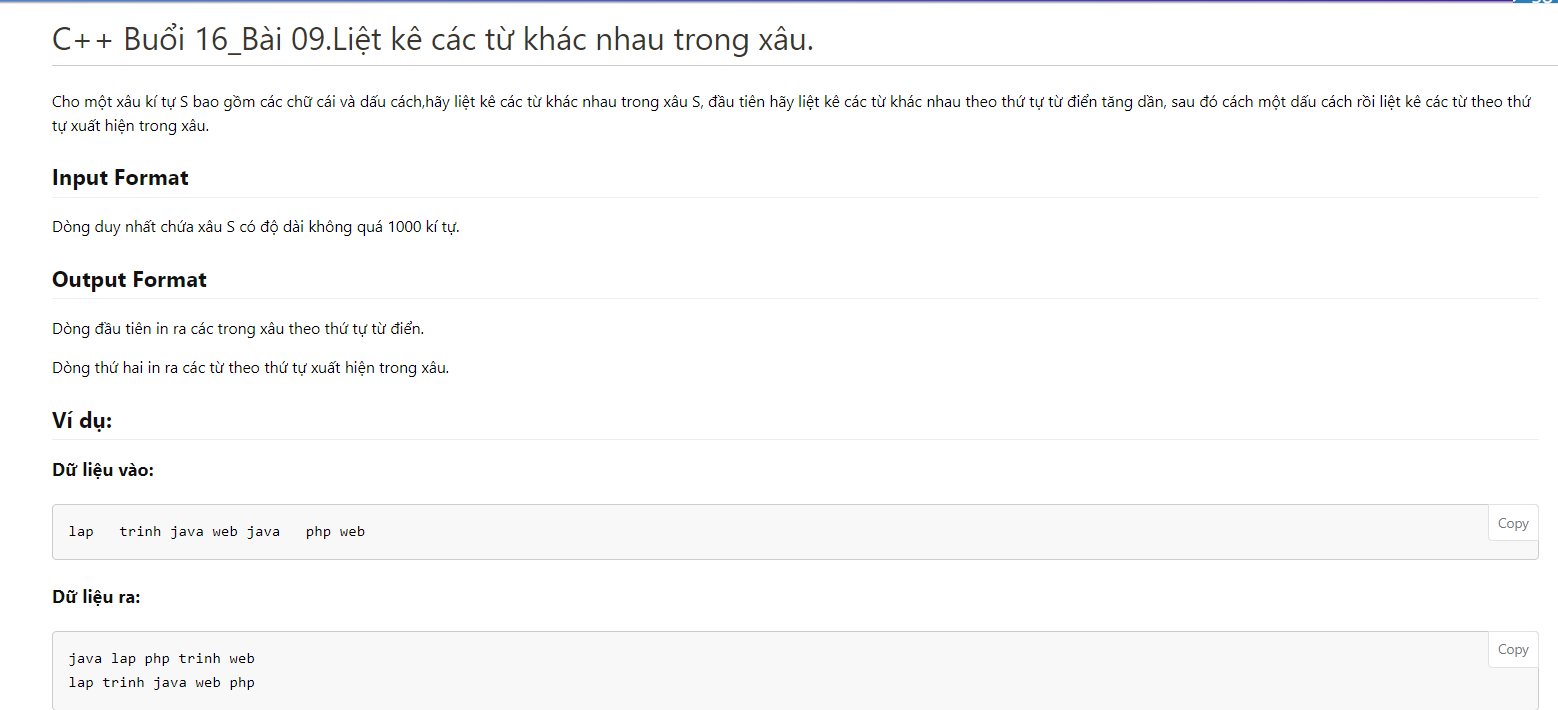 C++ Buổi 16_Bài 09.Liệt kê các từ khác nhau trong xâu.
Cho một xâu kí tự S bao gồm các chữ cái và dấu cách,hãy liệt kê các từ khác nhau trong xâu S, đầu tiên hãy liệt kê các từ khác nhau theo thứ tự từ điển tăng dần, sau đó cách một dấu cách rồi liệt kê các từ theo thứ
tự xuất hiện trong xâu.
Input Format
Dòng duy nhất chứa xâu S có độ dài không quá 1000 kí tự.
Output Format
Dòng đầu tiên in ra các trong xâu theo thứ tự từ điển.
Dòng thứ hai in ra các từ theo thứ tự xuất hiện trong xâu.
Ví dụ:
Dữ liệu vào:
Copy
lap   trinh java web java   php web
Dữ liệu ra:
Copy
java lap php trinh web
lap trinh java web php